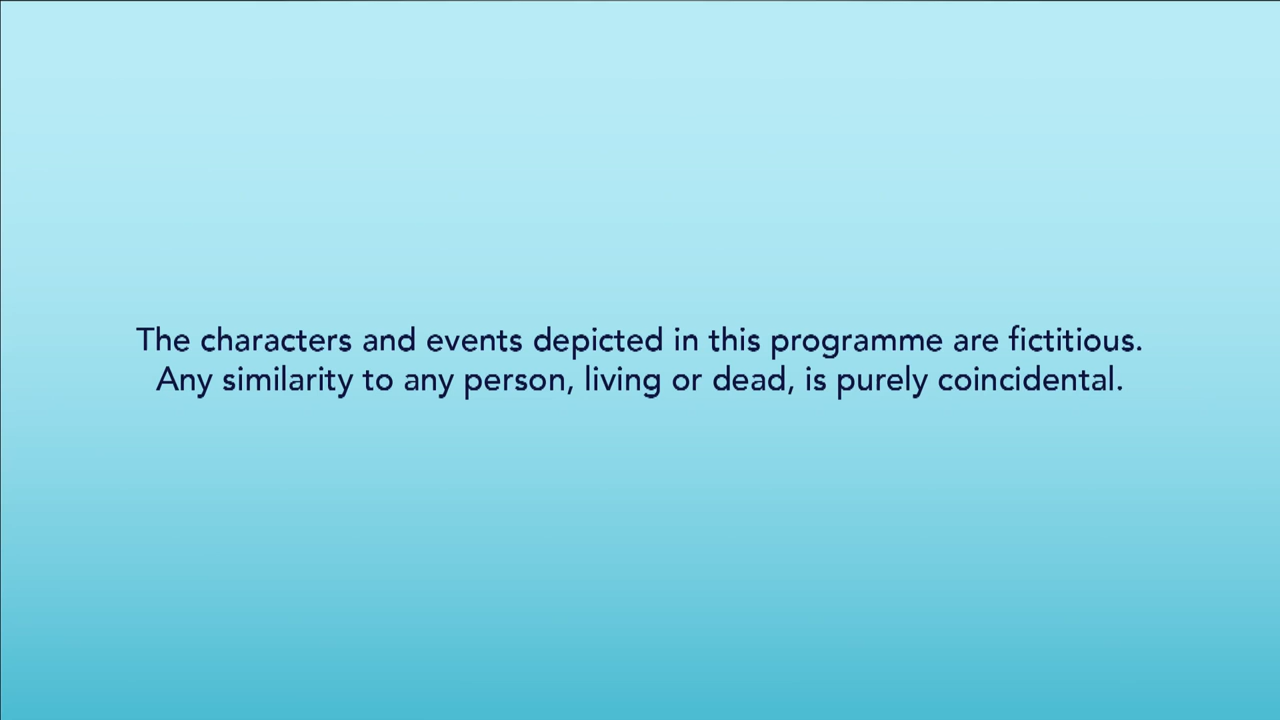 The characters and events depicted in this programme are fictitious.
Any similarity to any person, living or dead, is purely coincidental.